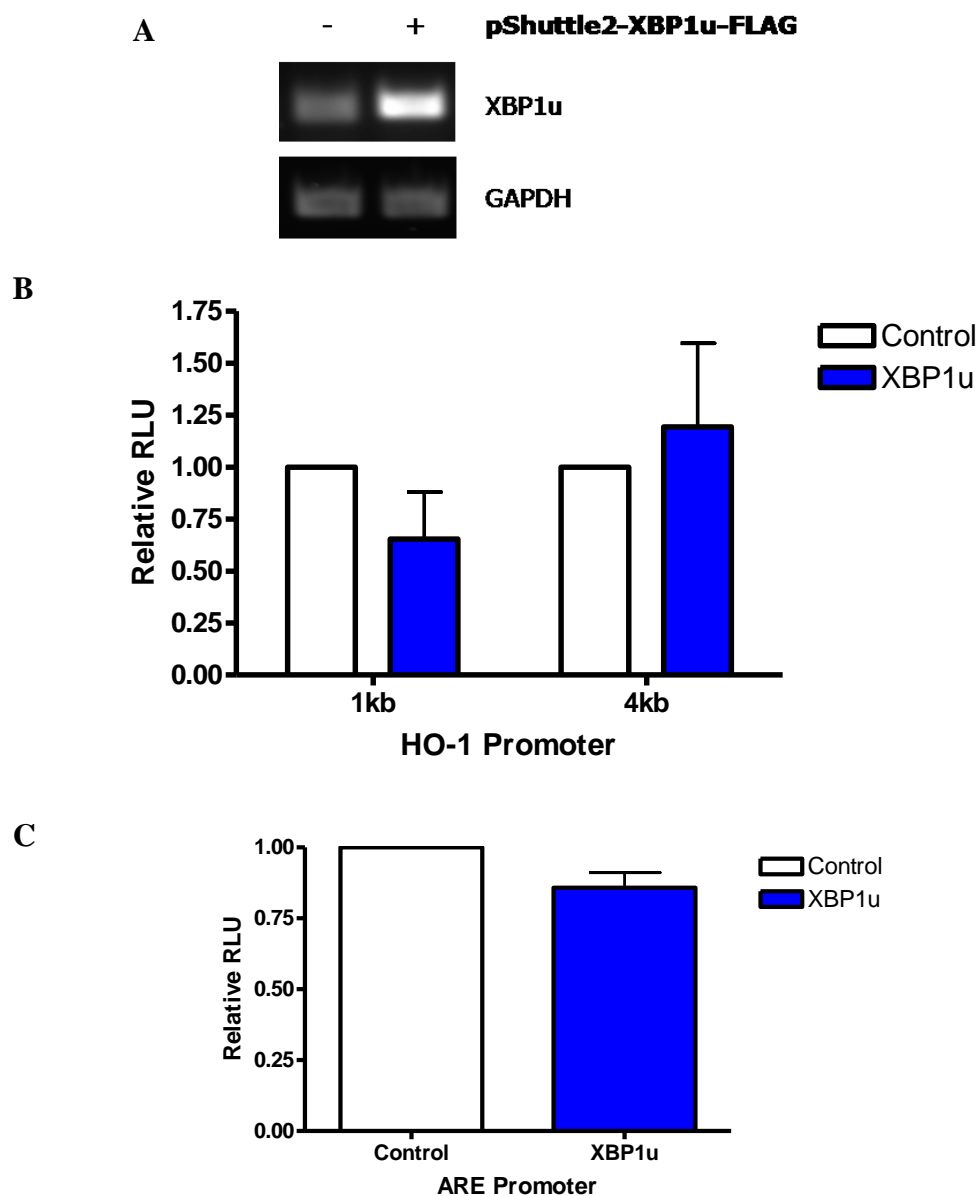 A
- + pShuttle2-XBP1u-FLAG
XBP1u
GAPDH
B
1.75
1.50
1.25
1.00
0.75
0.50
0.25
0.00
Relative RLU
1kb 4kb
HO-1 Promoter
Control
XBP1u
C
1.00
0.75
0.50
0.25
0.00
Relative RLU
Control XBP1u
ARE Promoter
Control
XBP1u